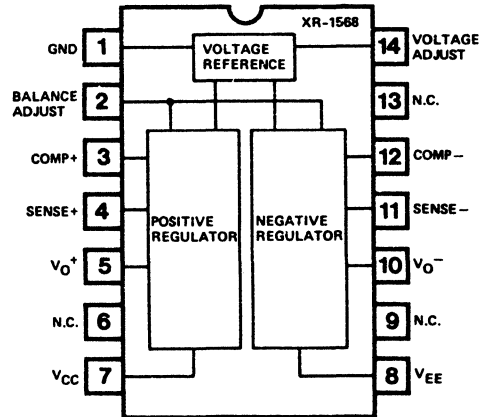 XR-1568
GND 1
BALANCE
ADJUST 2
COMP+ 3
SENSE+ 4
VO+ 5
N.C. 6
VCC 7
VOLTAGE
REFERENCE
POSITIVE
REGULATOR
NEGATIVE
REGULATOR
14 VOLTAGE
ADJUST
13 N.C.
12 COMP−
11 SENSE−
10 VO−
9 N.C.
8 VEE